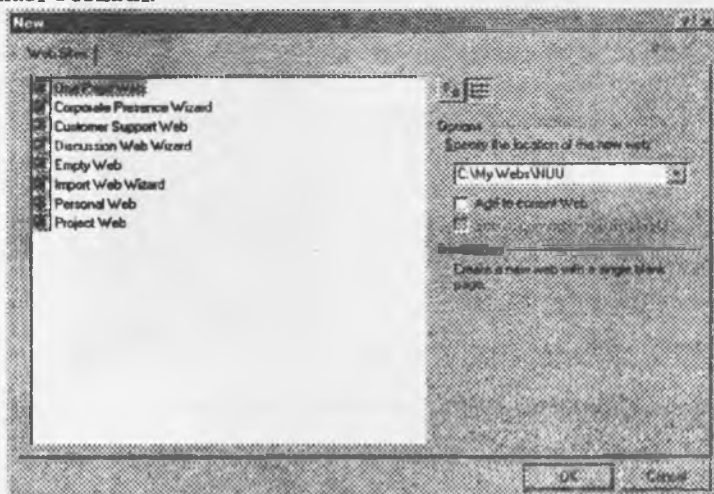 New
Web Sites
One Page Web
Corporate Presence Wizard
Customer Support Web
Discussion Web Wizard
Empty Web
Import Web Wizard
Personal Web
Project Web
Options
Specify the location of the new web:
C:\My Webs\NUU
Add to current Web
Create a new web with a single blank
page.
OK
Cancel